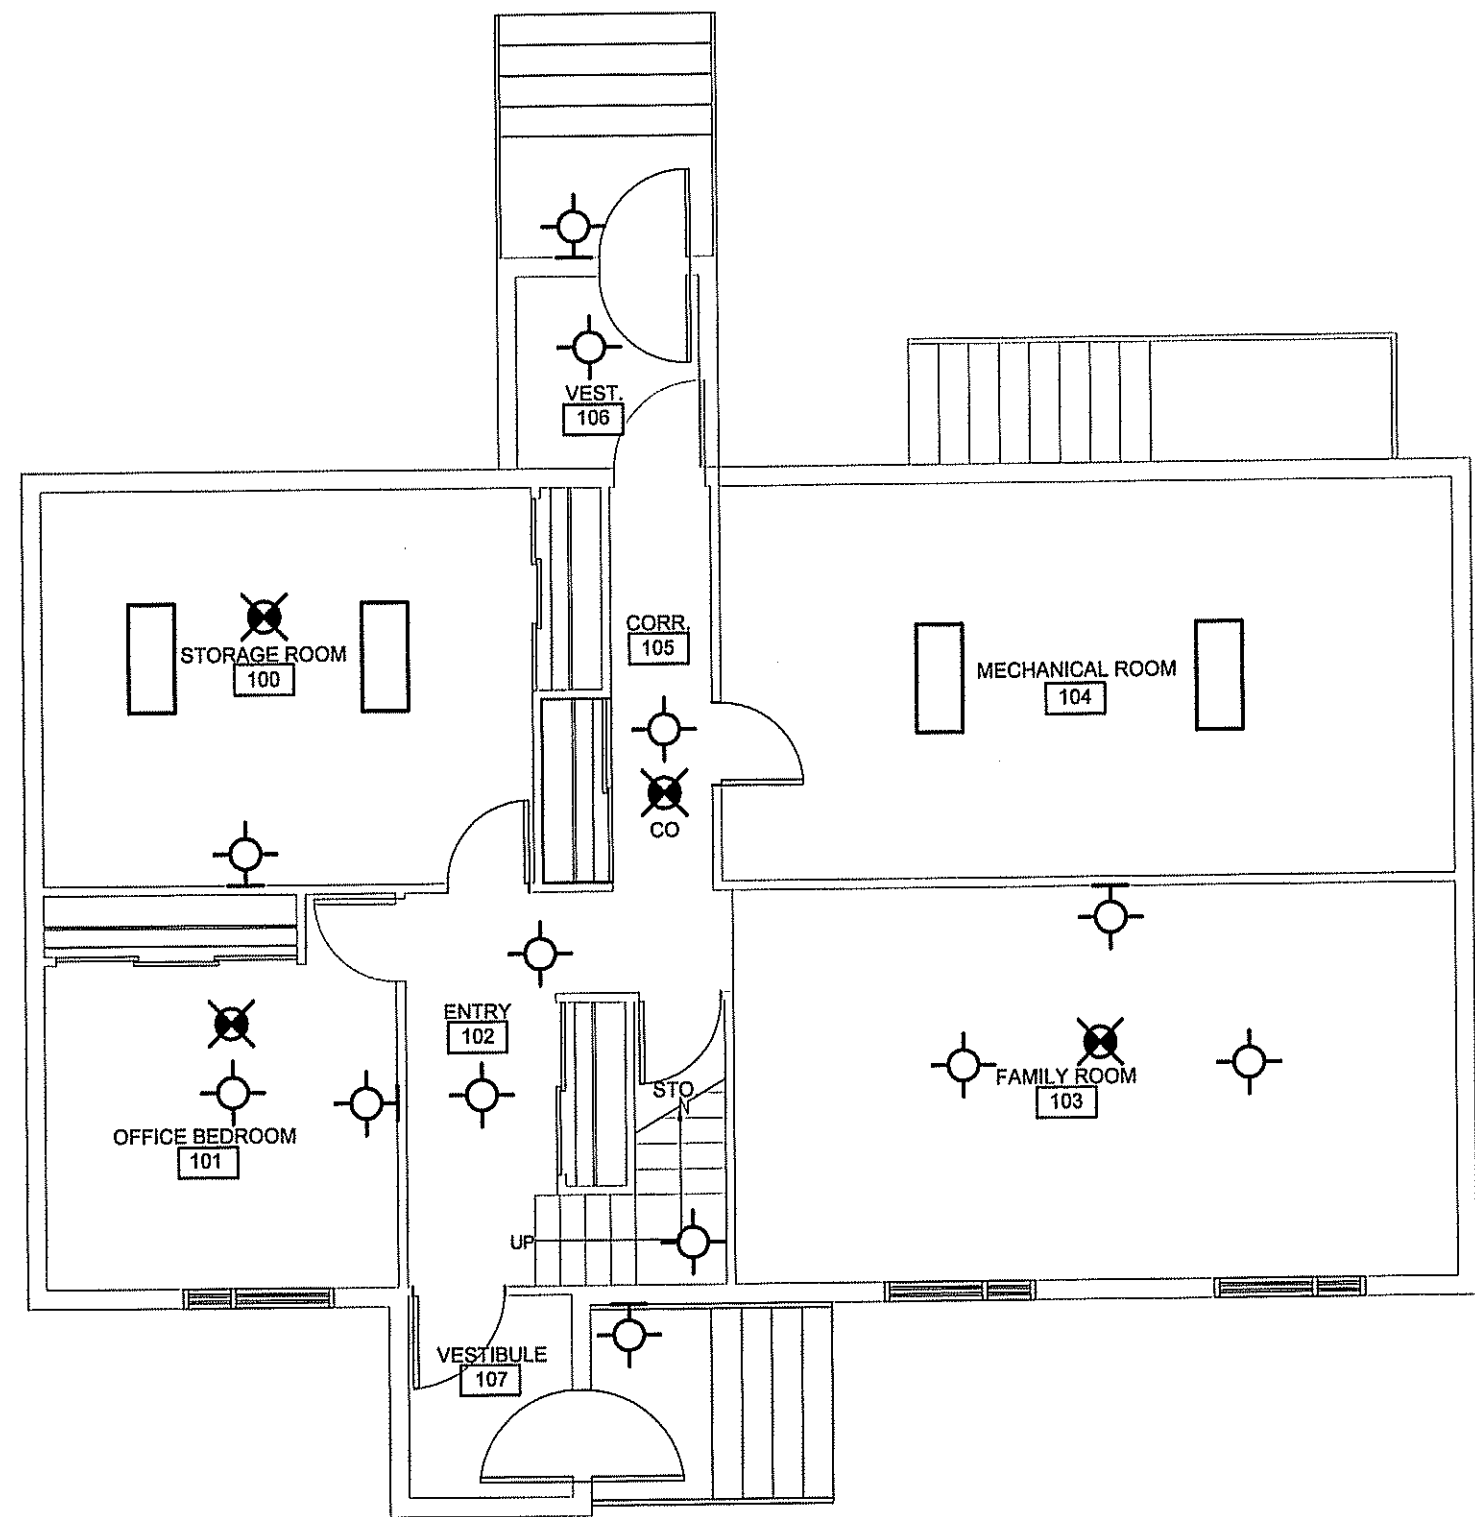 VEST.
106
CORR.
105
STORAGE ROOM
100
MECHANICAL ROOM
104
CO
ENTRY
102
STO.
FAMILY ROOM
103
OFFICE BEDROOM
101
UP
VESTIBULE
107